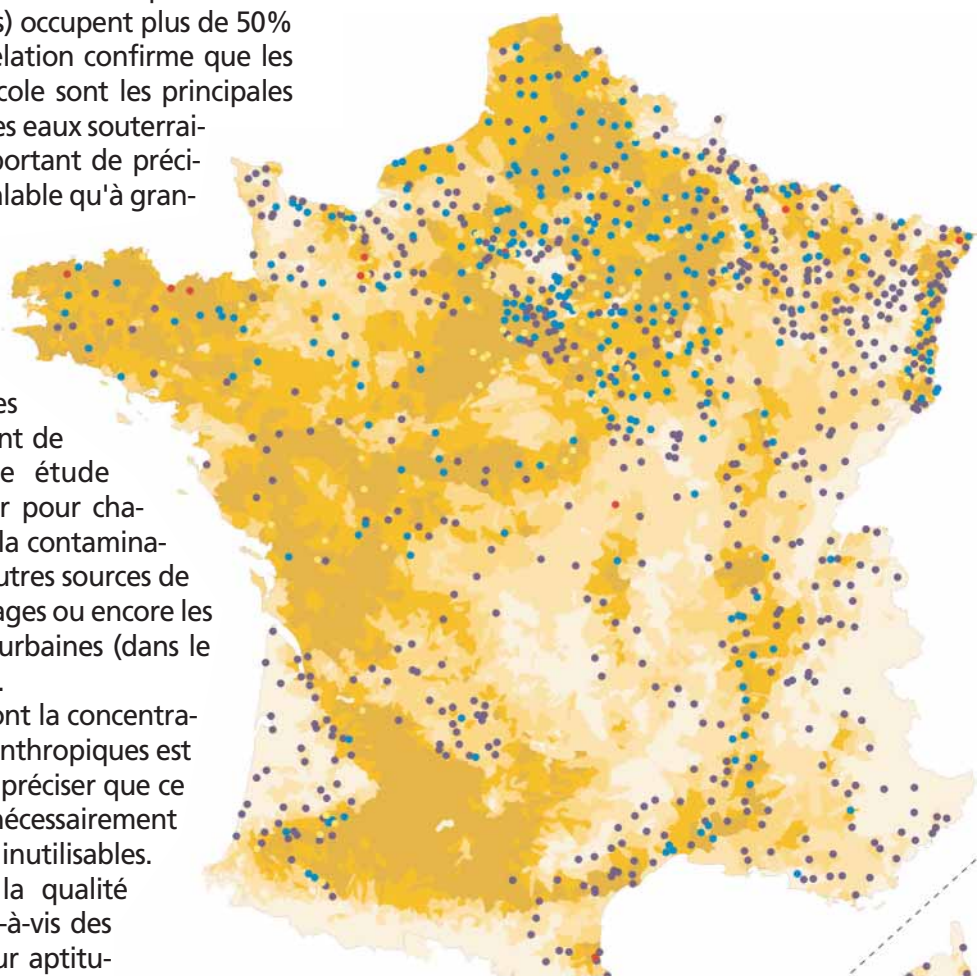 s) occupent plus de 50%
élation confirme que les
cole sont les principales
es eaux souterrai-
portant de préci-
alable qu'à gran-
es
nt de
e étude
r pour cha-
la contamina-
utres sources de
ages ou encore les
urbaines (dans le
.
ont la concentra-
nthropiques est
préciser que ce
nécessairement
inutilisables.
la qualité
-à-vis des
ur aptitu-